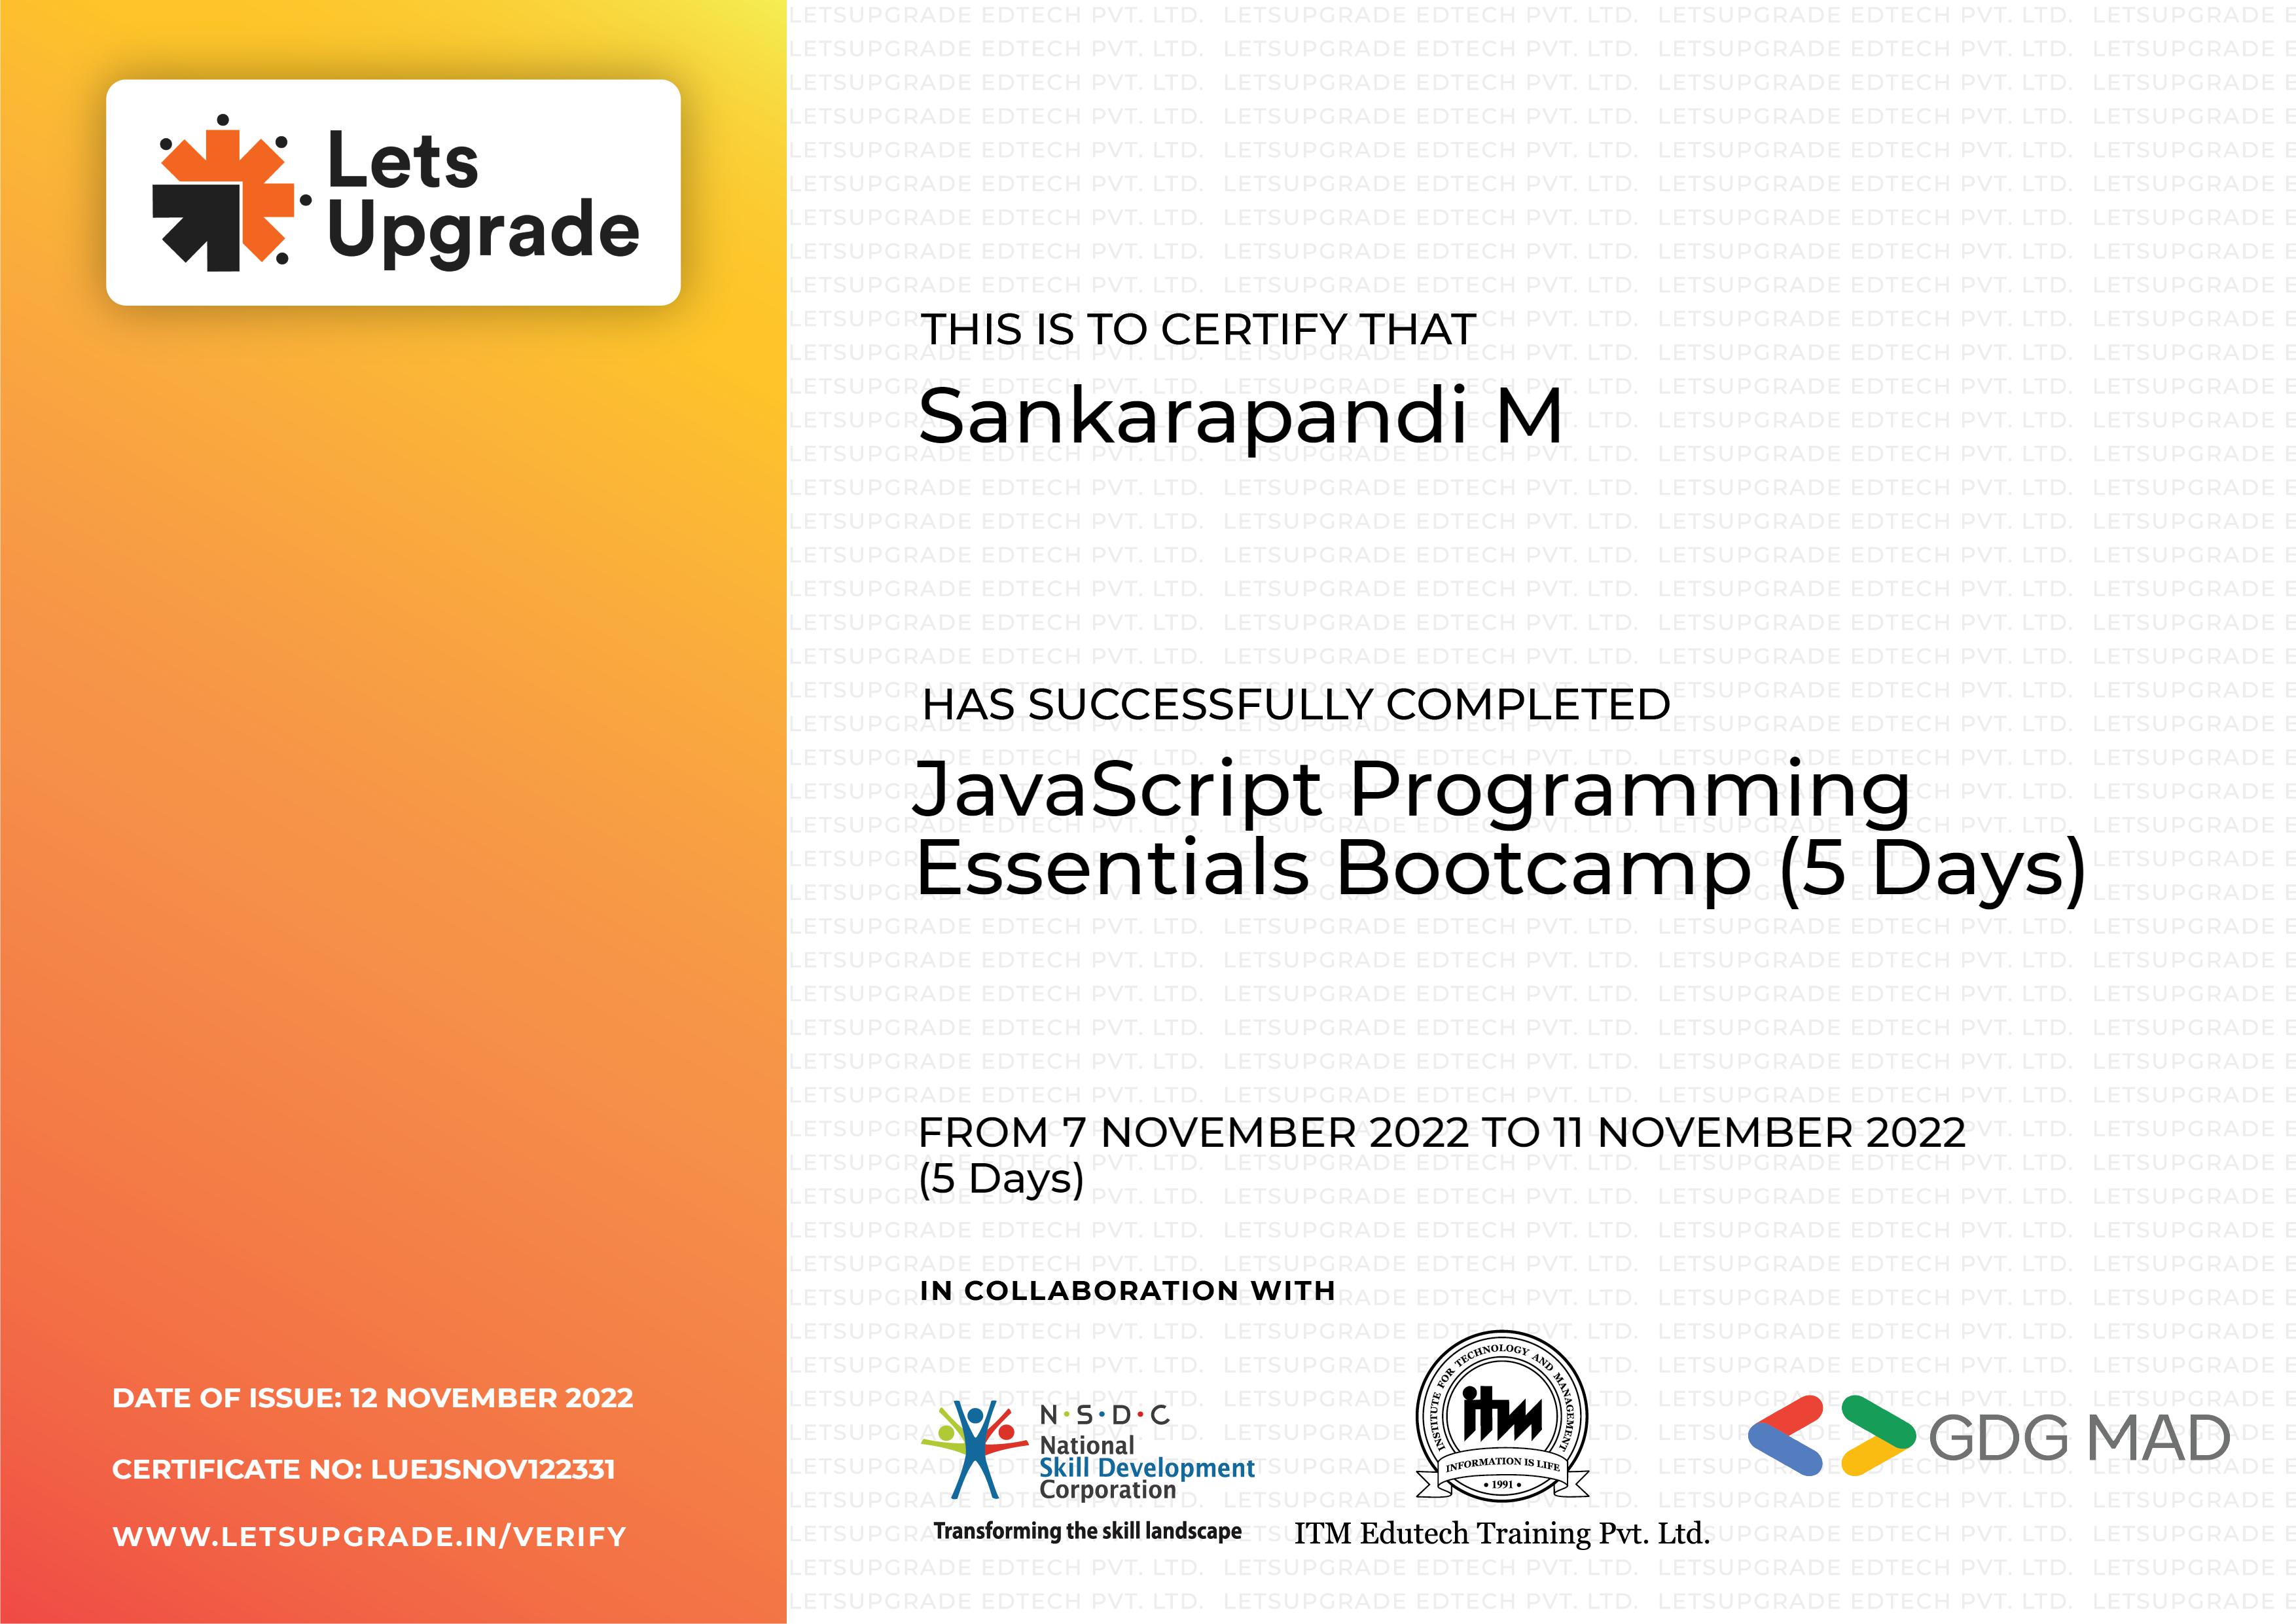 Lets
Upgrade
THIS IS TO CERTIFY THAT
Sankarapandi M
HAS SUCCESSFULLY COMPLETED
JavaScript Programming
Essentials Bootcamp (5 Days)
FROM 7 NOVEMBER 2022 TO 11 NOVEMBER 2022
(5 Days)
IN COLLABORATION WITH
N·S·D·C
National
Skill Development
Corporation
Transforming the skill landscape
INSTITUTE FOR TECHNOLOGY AND MANAGEMENT
itm
INFORMATION IS LIFE
• 1991 •
ITM Edutech Training Pvt. Ltd.
GDG MAD
DATE OF ISSUE: 12 NOVEMBER 2022
CERTIFICATE NO: LUEJSNOV122331
WWW.LETSUPGRADE.IN/VERIFY
LETSUPGRADE EDTECH PVT. LTD.